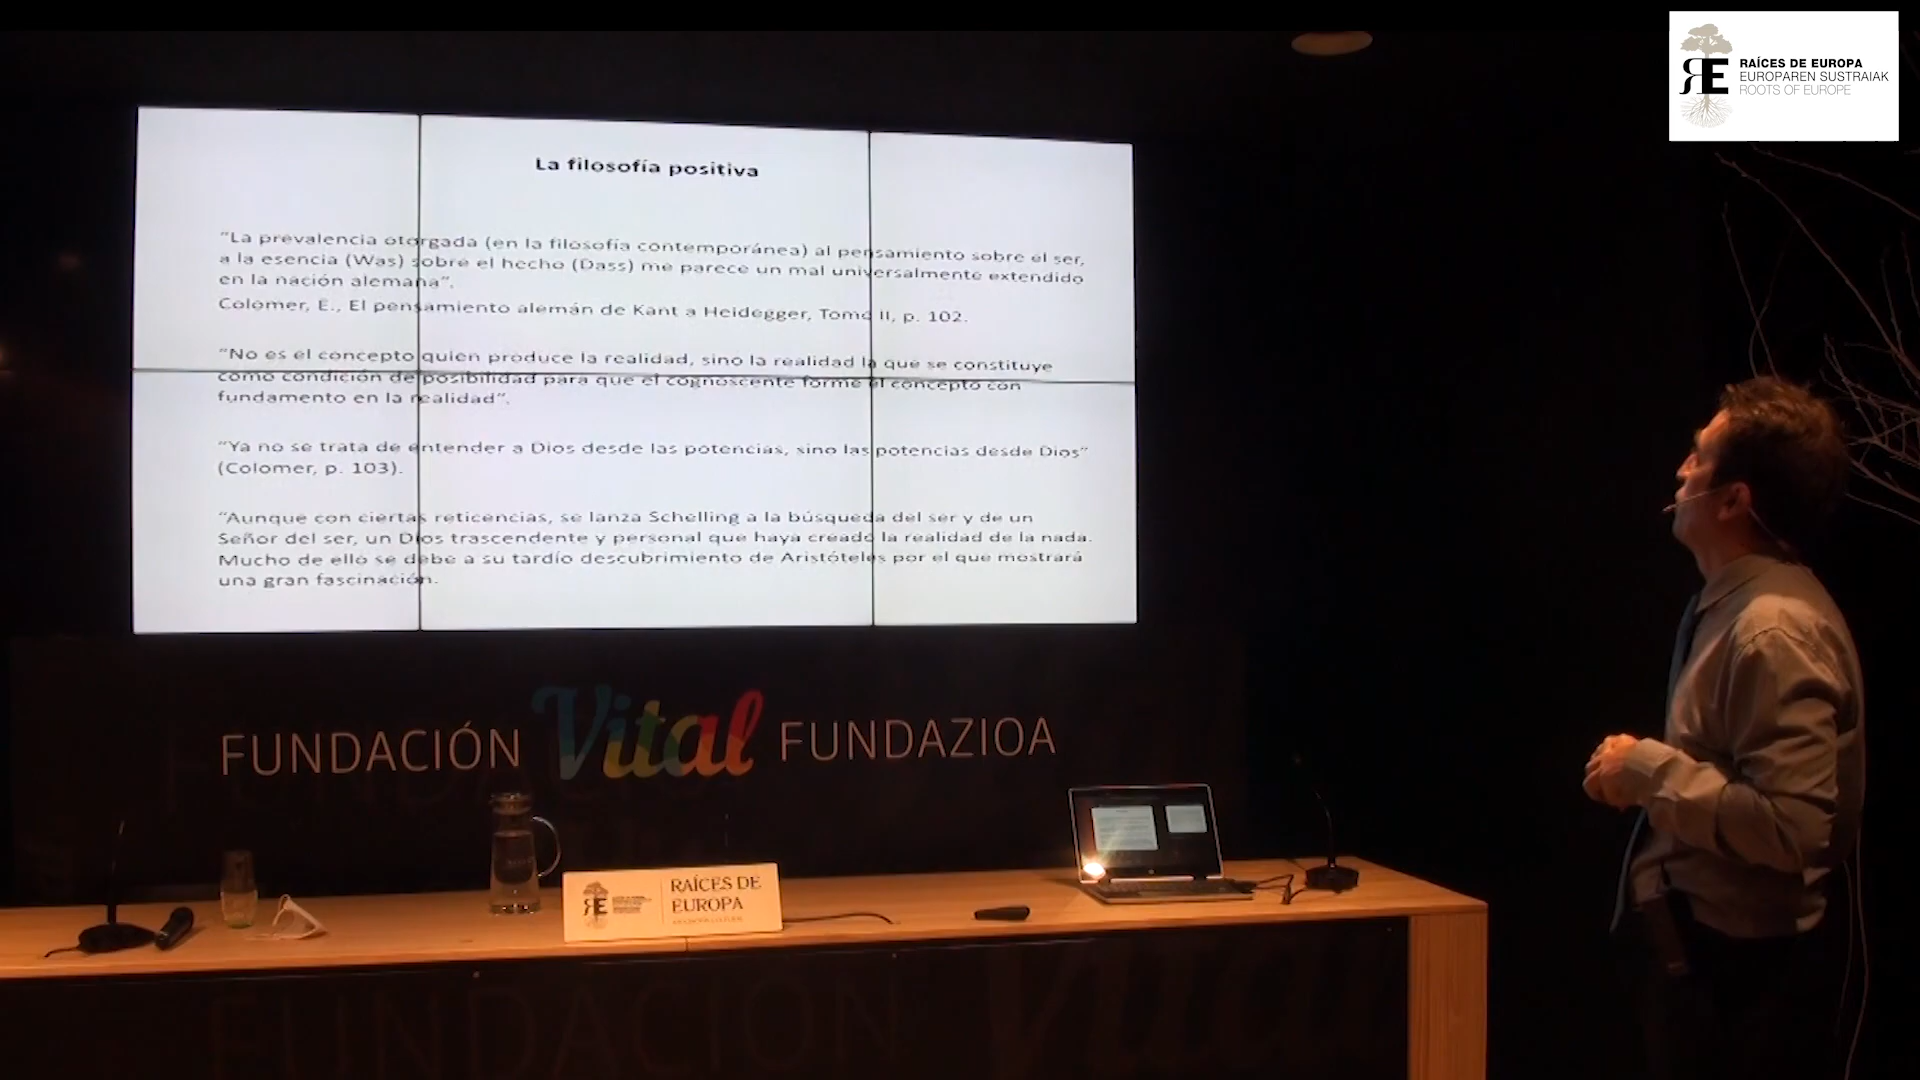 RAÍCES DE EUROPA
EUROPAREN SUSTRAIAK
ROOTS OF EUROPE
RE
La filosofía positiva
“La prevalencia otorgada (en la filosofía contemporánea) al pensamiento sobre el ser,
a la esencia (Was) sobre el hecho (Dass) me parece un mal universalmente extendido
en la nación alemana”.
Colomer, E., El pensamiento alemán de Kant a Heidegger, Tomo II, p. 102.
“No es el concepto quien produce la realidad, sino la realidad la que se constituye
como condición de posibilidad para que el cognoscente forme el concepto con
fundamento en la realidad”.
“Ya no se trata de entender a Dios desde las potencias, sino las potencias desde Dios”
(Colomer, p. 103).
“Aunque con ciertas reticencias, se lanza Schelling a la búsqueda del ser y de un
Señor del ser, un Dios trascendente y personal que haya creado la realidad de la nada.
Mucho de ello se debe a su tardío descubrimiento de Aristóteles por el que mostrará
una gran fascinación.
FUNDACIÓN Vital FUNDAZIOA
RE
RAÍCES DE
EUROPA
FUNDACIÓN Vital